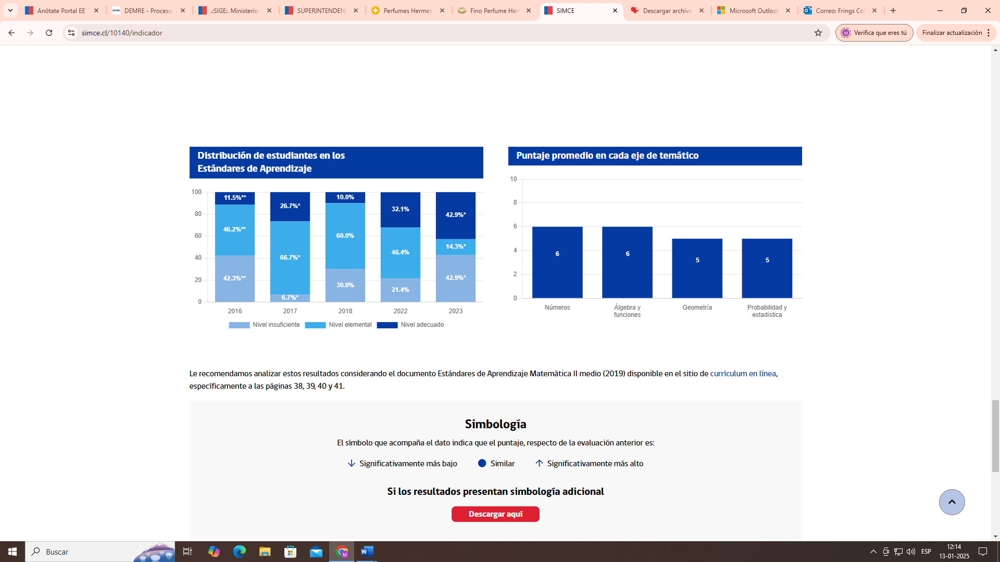 Anótate Portal EE
DEMRE - Proceso
.:SIGE:. Ministerio
SUPERINTENDEN
Perfumes Hermes
Fino Perfume Her
SIMCE
Descargar archivo
Microsoft Outlook
Correo: Frings Co
simce.cl/10140/indicador
Verifica que eres tú
Finalizar actualización
Distribución de estudiantes en los
Estándares de Aprendizaje
100
80
60
40
20
0
11.5%**
46.2%**
42.3%**
26.7%*
66.7%*
6.7%*
10.0%
60.0%
30.0%
32.1%
46.4%
21.4%
42.9%*
14.3%*
42.9%*
2016
2017
2018
2022
2023
Nivel insuficiente
Nivel elemental
Nivel adecuado
Puntaje promedio en cada eje de temático
10
8
6
4
2
0
6
6
5
5
Números
Álgebra y
funciones
Geometría
Probabilidad y
estadística
Le recomendamos analizar estos resultados considerando el documento Estándares de Aprendizaje Matemática II medio (2019) disponible en el sitio de currículum en línea,
específicamente a las páginas 38, 39, 40 y 41.
Simbología
El símbolo que acompaña el dato indica que el puntaje, respecto de la evaluación anterior es:
Significativamente más bajo
Similar
Significativamente más alto
Si los resultados presentan simbología adicional
Descargar aquí
Buscar
ESP
12:14
13-01-2025